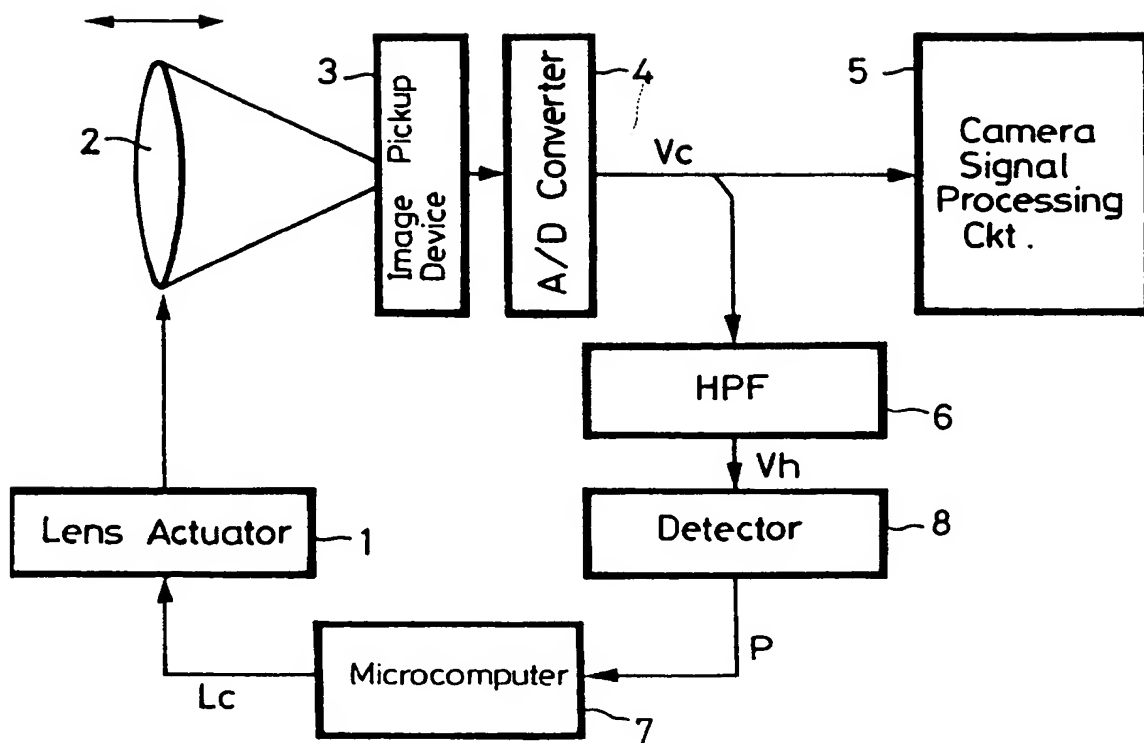 3
4
5
2
Image Pickup
Device
A/D Converter
Vc
Camera
Signal
Processing
Ckt.
HPF
6
Vh
Lens Actuator
1
Detector
8
P
Microcomputer
Lc
7